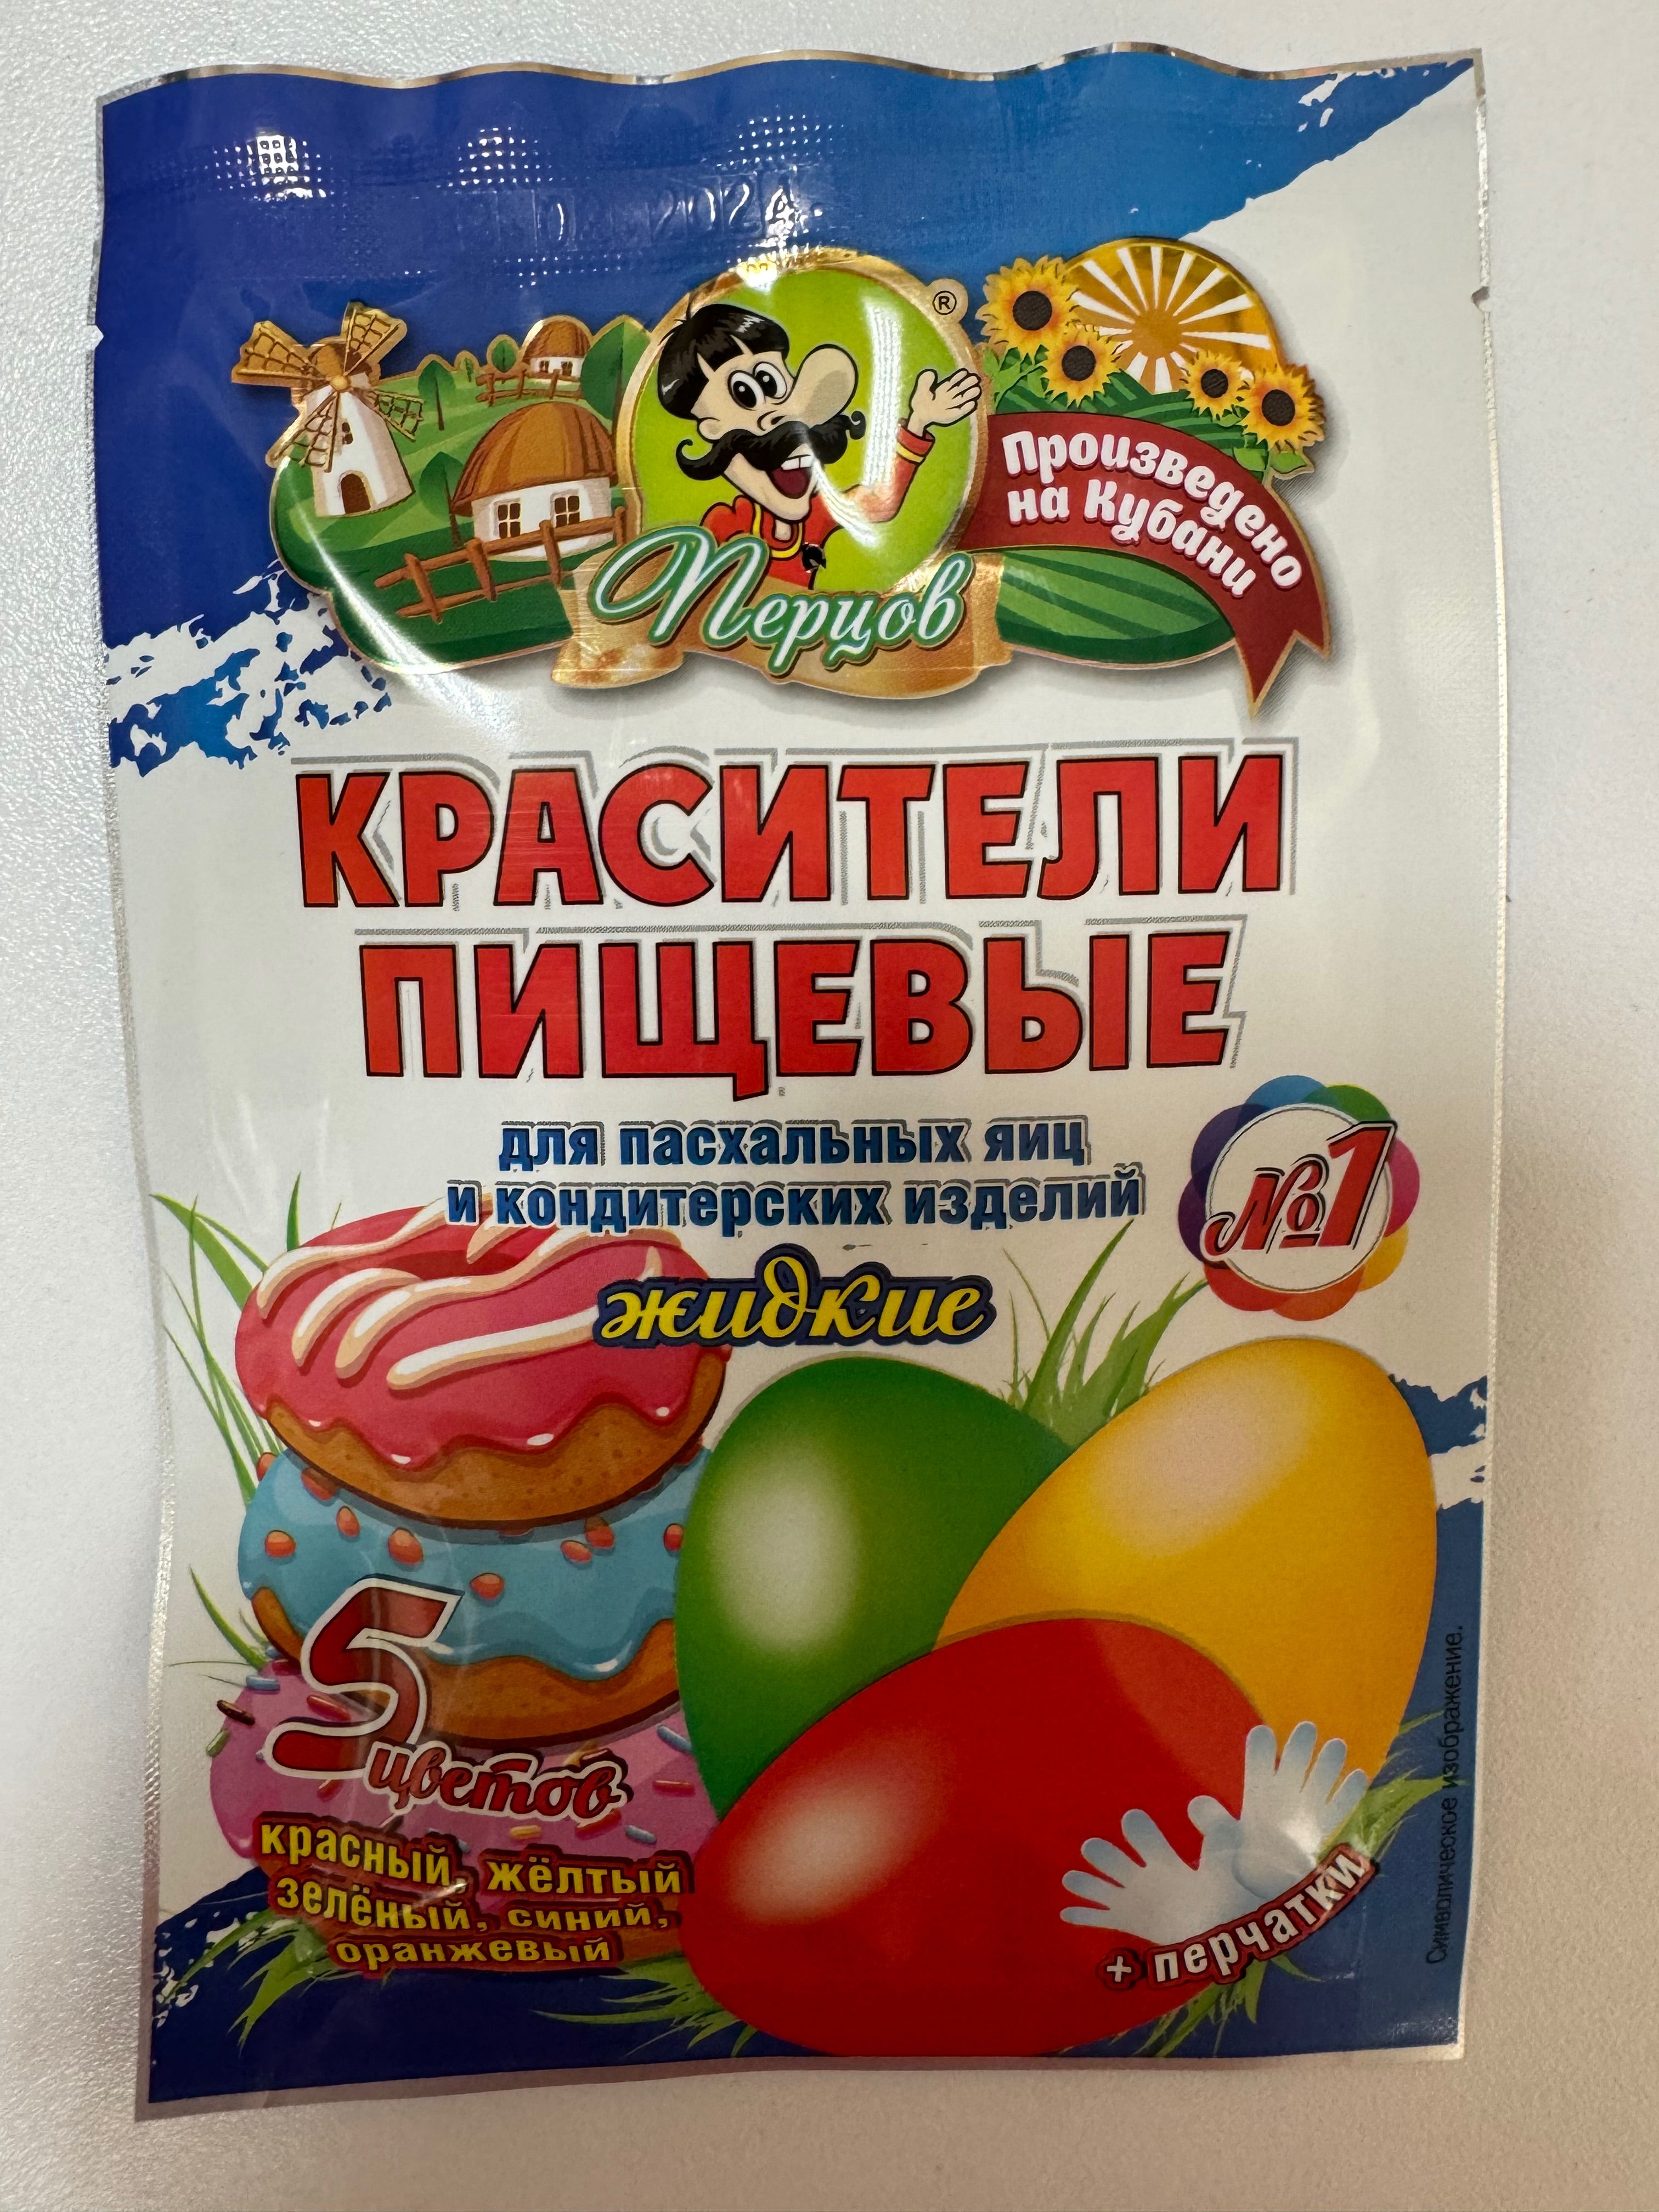 ®
Перцов
Произведено
на Кубани
КРАСИТЕЛИ
ПИЩЕВЫЕ
для пасхальных яиц
и кондитерских изделий
№1
жидкие
5
цветов
красный, жёлтый
зелёный, синий,
оранжевый
+ перчатки
Символическое изображение.